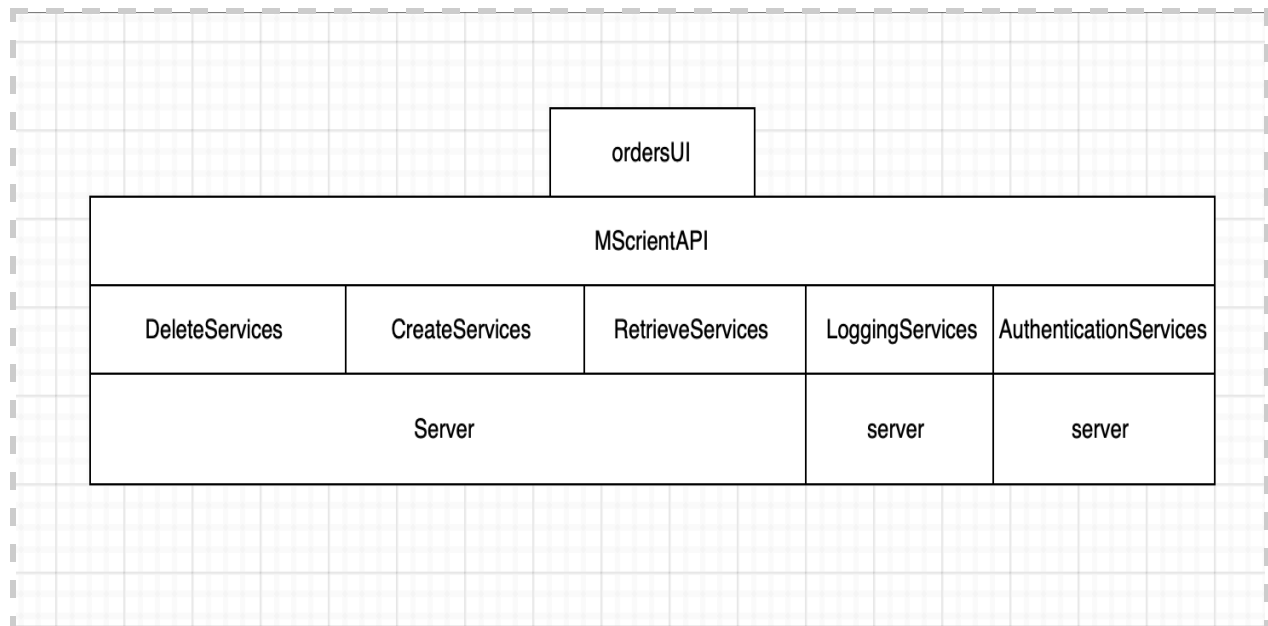 ordersUI
MScrientAPI
DeleteServices
CreateServices
RetrieveServices
LoggingServices
AuthenticationServices
Server
server
server